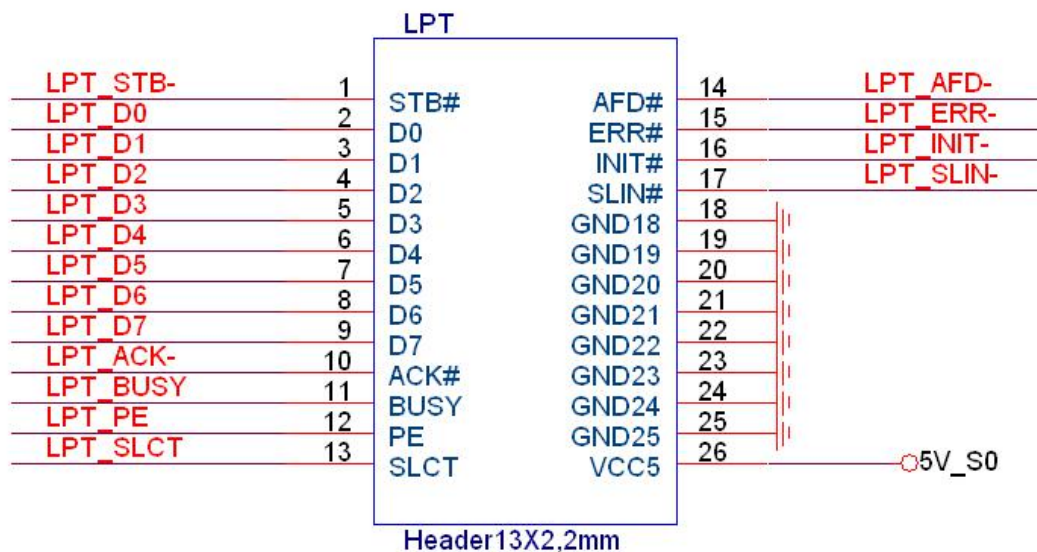 LPT
LPT_STB- 1 STB# AFD# 14 LPT_AFD-
LPT_D0 2 D0 ERR# 15 LPT_ERR-
LPT_D1 3 D1 INIT# 16 LPT_INIT-
LPT_D2 4 D2 SLIN# 17 LPT_SLIN-
LPT_D3 5 D3 GND18 18
LPT_D4 6 D4 GND19 19
LPT_D5 7 D5 GND20 20
LPT_D6 8 D6 GND21 21
LPT_D7 9 D7 GND22 22
LPT_ACK- 10 ACK# GND23 23
LPT_BUSY 11 BUSY GND24 24
LPT_PE 12 PE GND25 25
LPT_SLCT 13 SLCT VCC5 26 5V_S0
Header13X2,2mm